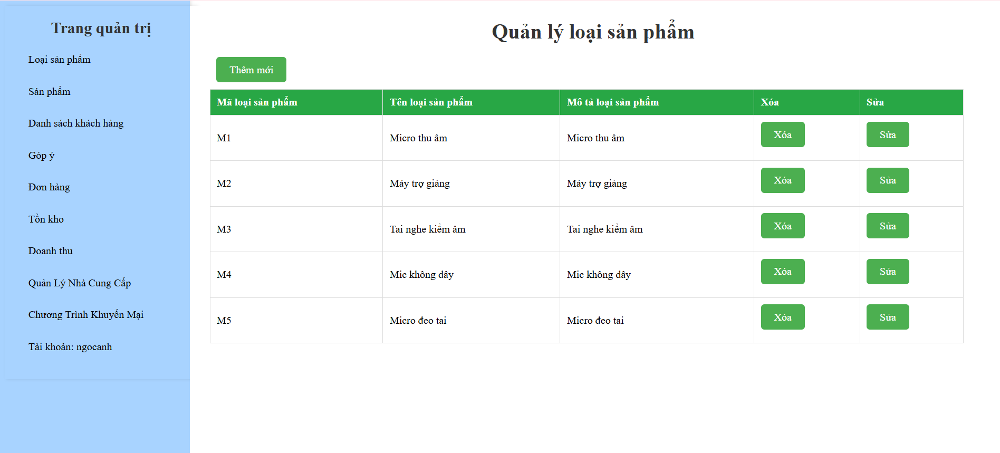 Trang quản trị
Loại sản phẩm
Sản phẩm
Danh sách khách hàng
Góp ý
Đơn hàng
Tồn kho
Doanh thu
Quản Lý Nhà Cung Cấp
Chương Trình Khuyến Mại
Tài khoản: ngocanh
Quản lý loại sản phẩm
Thêm mới
Mã loại sản phẩm Tên loại sản phẩm Mô tả loại sản phẩm Xóa Sửa
M1 Micro thu âm Micro thu âm Xóa Sửa
M2 Máy trợ giảng Máy trợ giảng Xóa Sửa
M3 Tai nghe kiểm âm Tai nghe kiểm âm Xóa Sửa
M4 Mic không dây Mic không dây Xóa Sửa
M5 Micro đeo tai Micro đeo tai Xóa Sửa